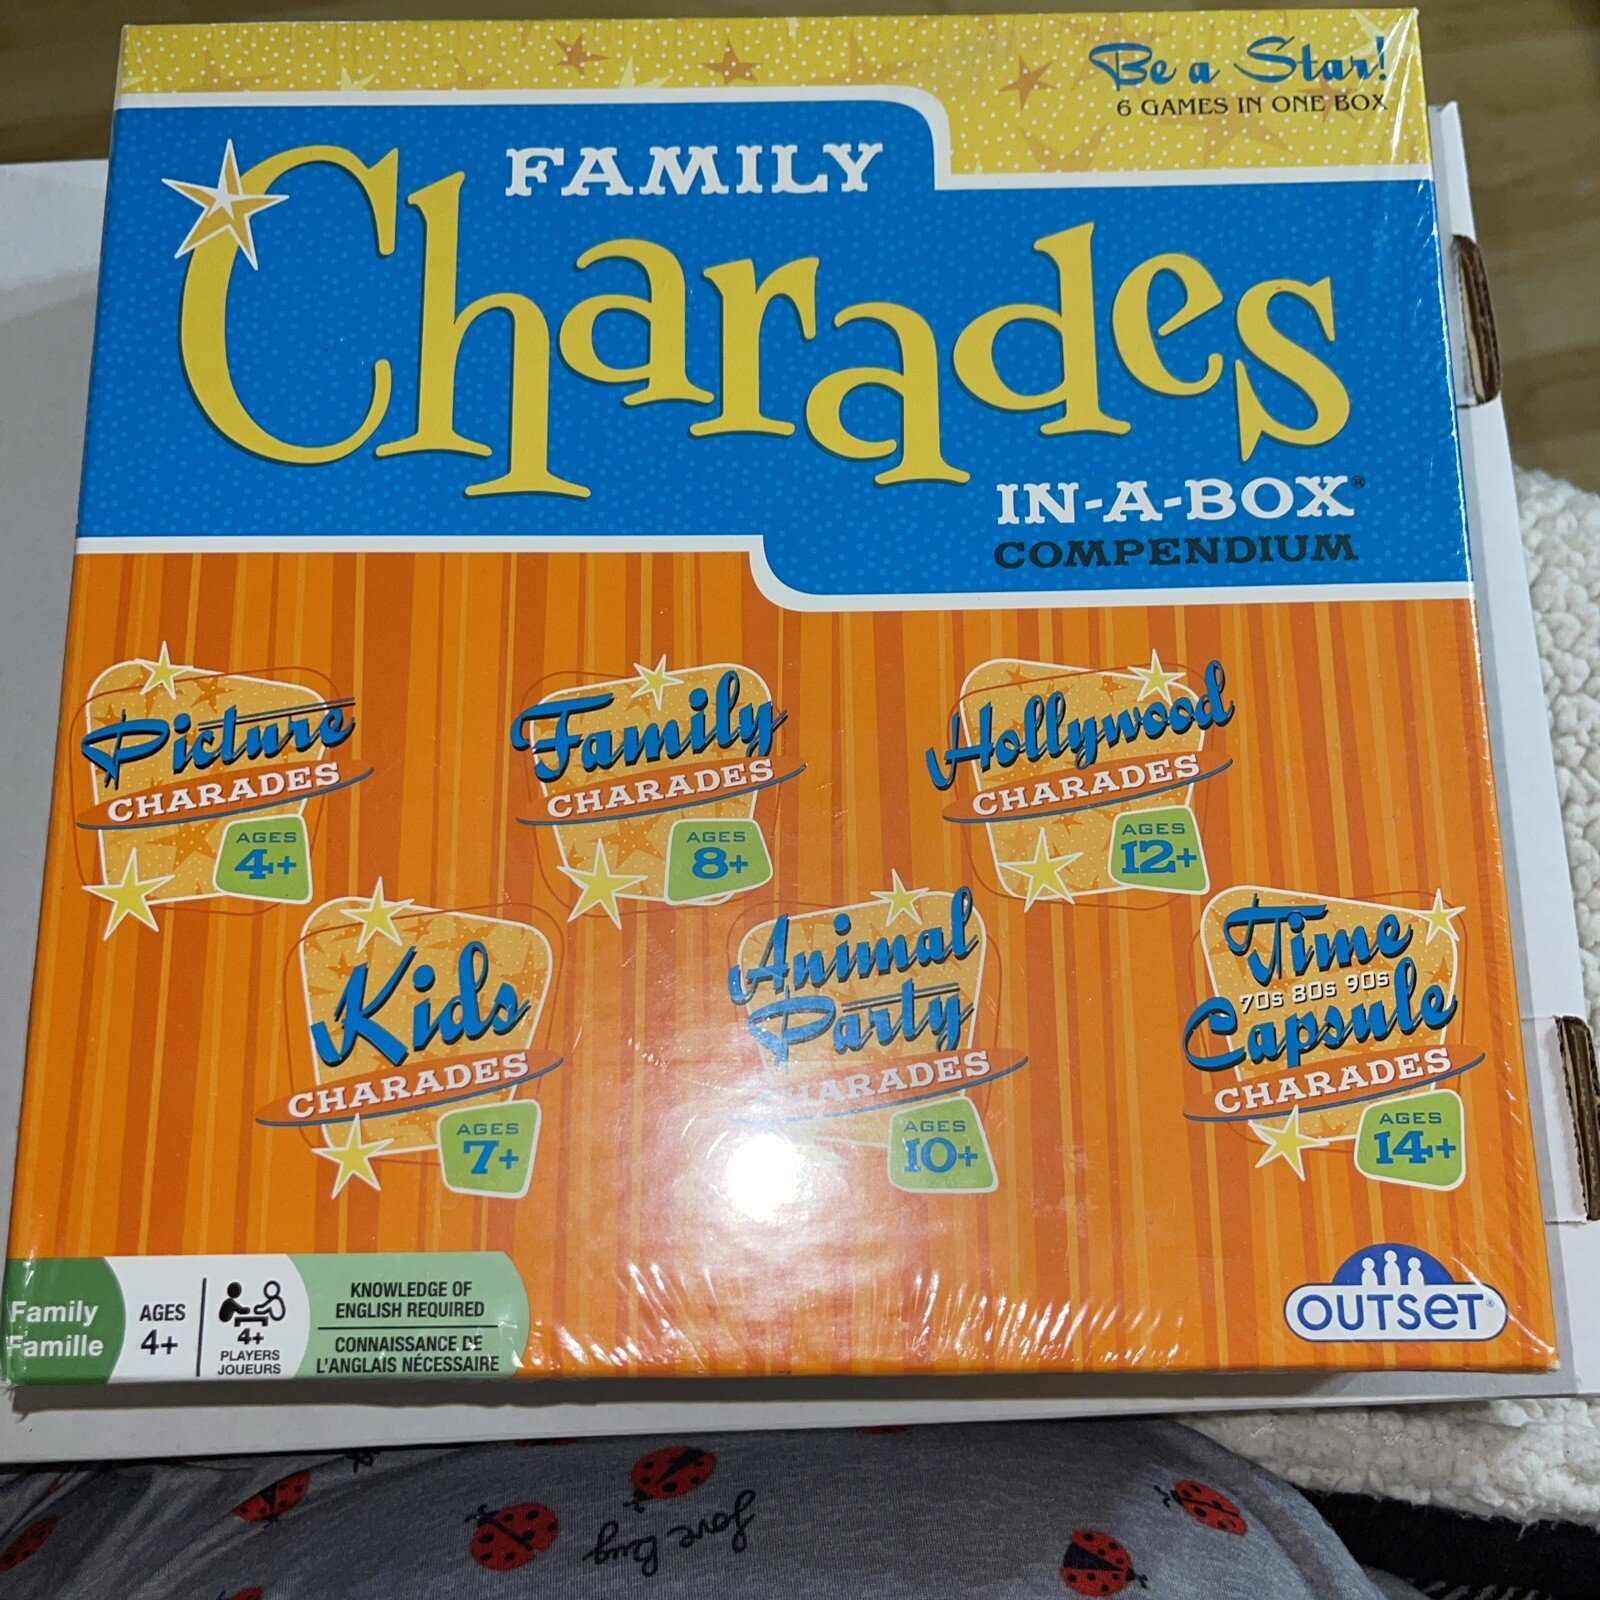 Be a Star!
6 GAMES IN ONE BOX
FAMILY
Charades
IN-A-BOX®
COMPENDIUM
Picture
CHARADES
AGES
4+
Family
CHARADES
AGES
8+
Hollywood
CHARADES
AGES
12+
Kids
CHARADES
AGES
7+
Animal
Party
CHARADES
AGES
10+
Time
70s 80s 90s
Capsule
CHARADES
AGES
14+
Family
Famille
AGES
4+
4+
PLAYERS
JOUEURS
KNOWLEDGE OF
ENGLISH REQUIRED
CONNAISSANCE DE
L'ANGLAIS NÉCESSAIRE
OUTSET®
love Bug